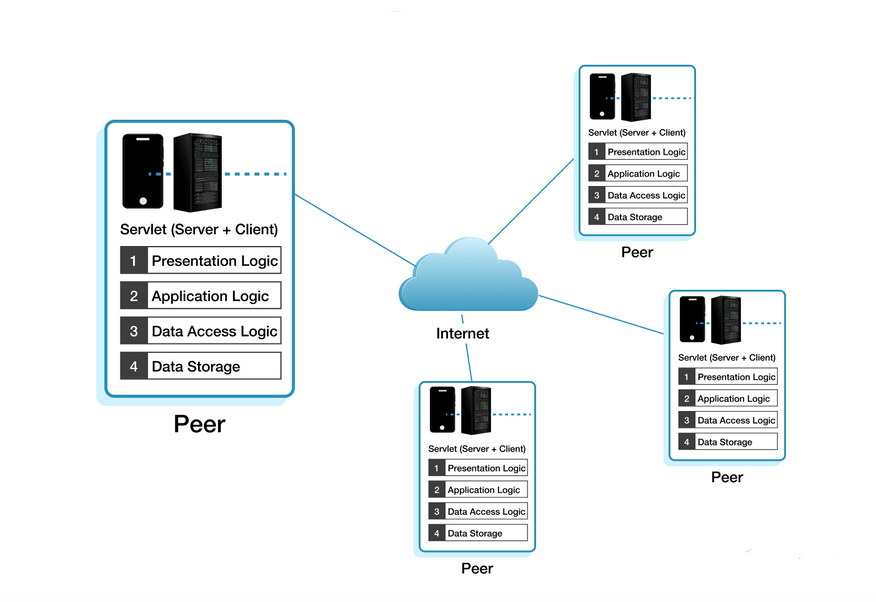 Servlet (Server + Client)
1 Presentation Logic
2 Application Logic
3 Data Access Logic
4 Data Storage
Peer
Servlet (Server + Client)
1 Presentation Logic
2 Application Logic
3 Data Access Logic
4 Data Storage
Peer
Internet
Servlet (Server + Client)
1 Presentation Logic
2 Application Logic
3 Data Access Logic
4 Data Storage
Peer
Servlet (Server + Client)
1 Presentation Logic
2 Application Logic
3 Data Access Logic
4 Data Storage
Peer